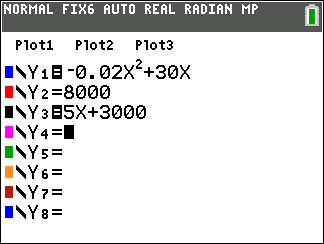 NORMAL FIX6 AUTO REAL RADIAN MP
Plot1 Plot2 Plot3
\Y₁=-0.02X²+30X
\Y₂=8000
\Y₃=5X+3000
\Y₄=
\Y₅=
\Y₆=
\Y₇=
\Y₈=